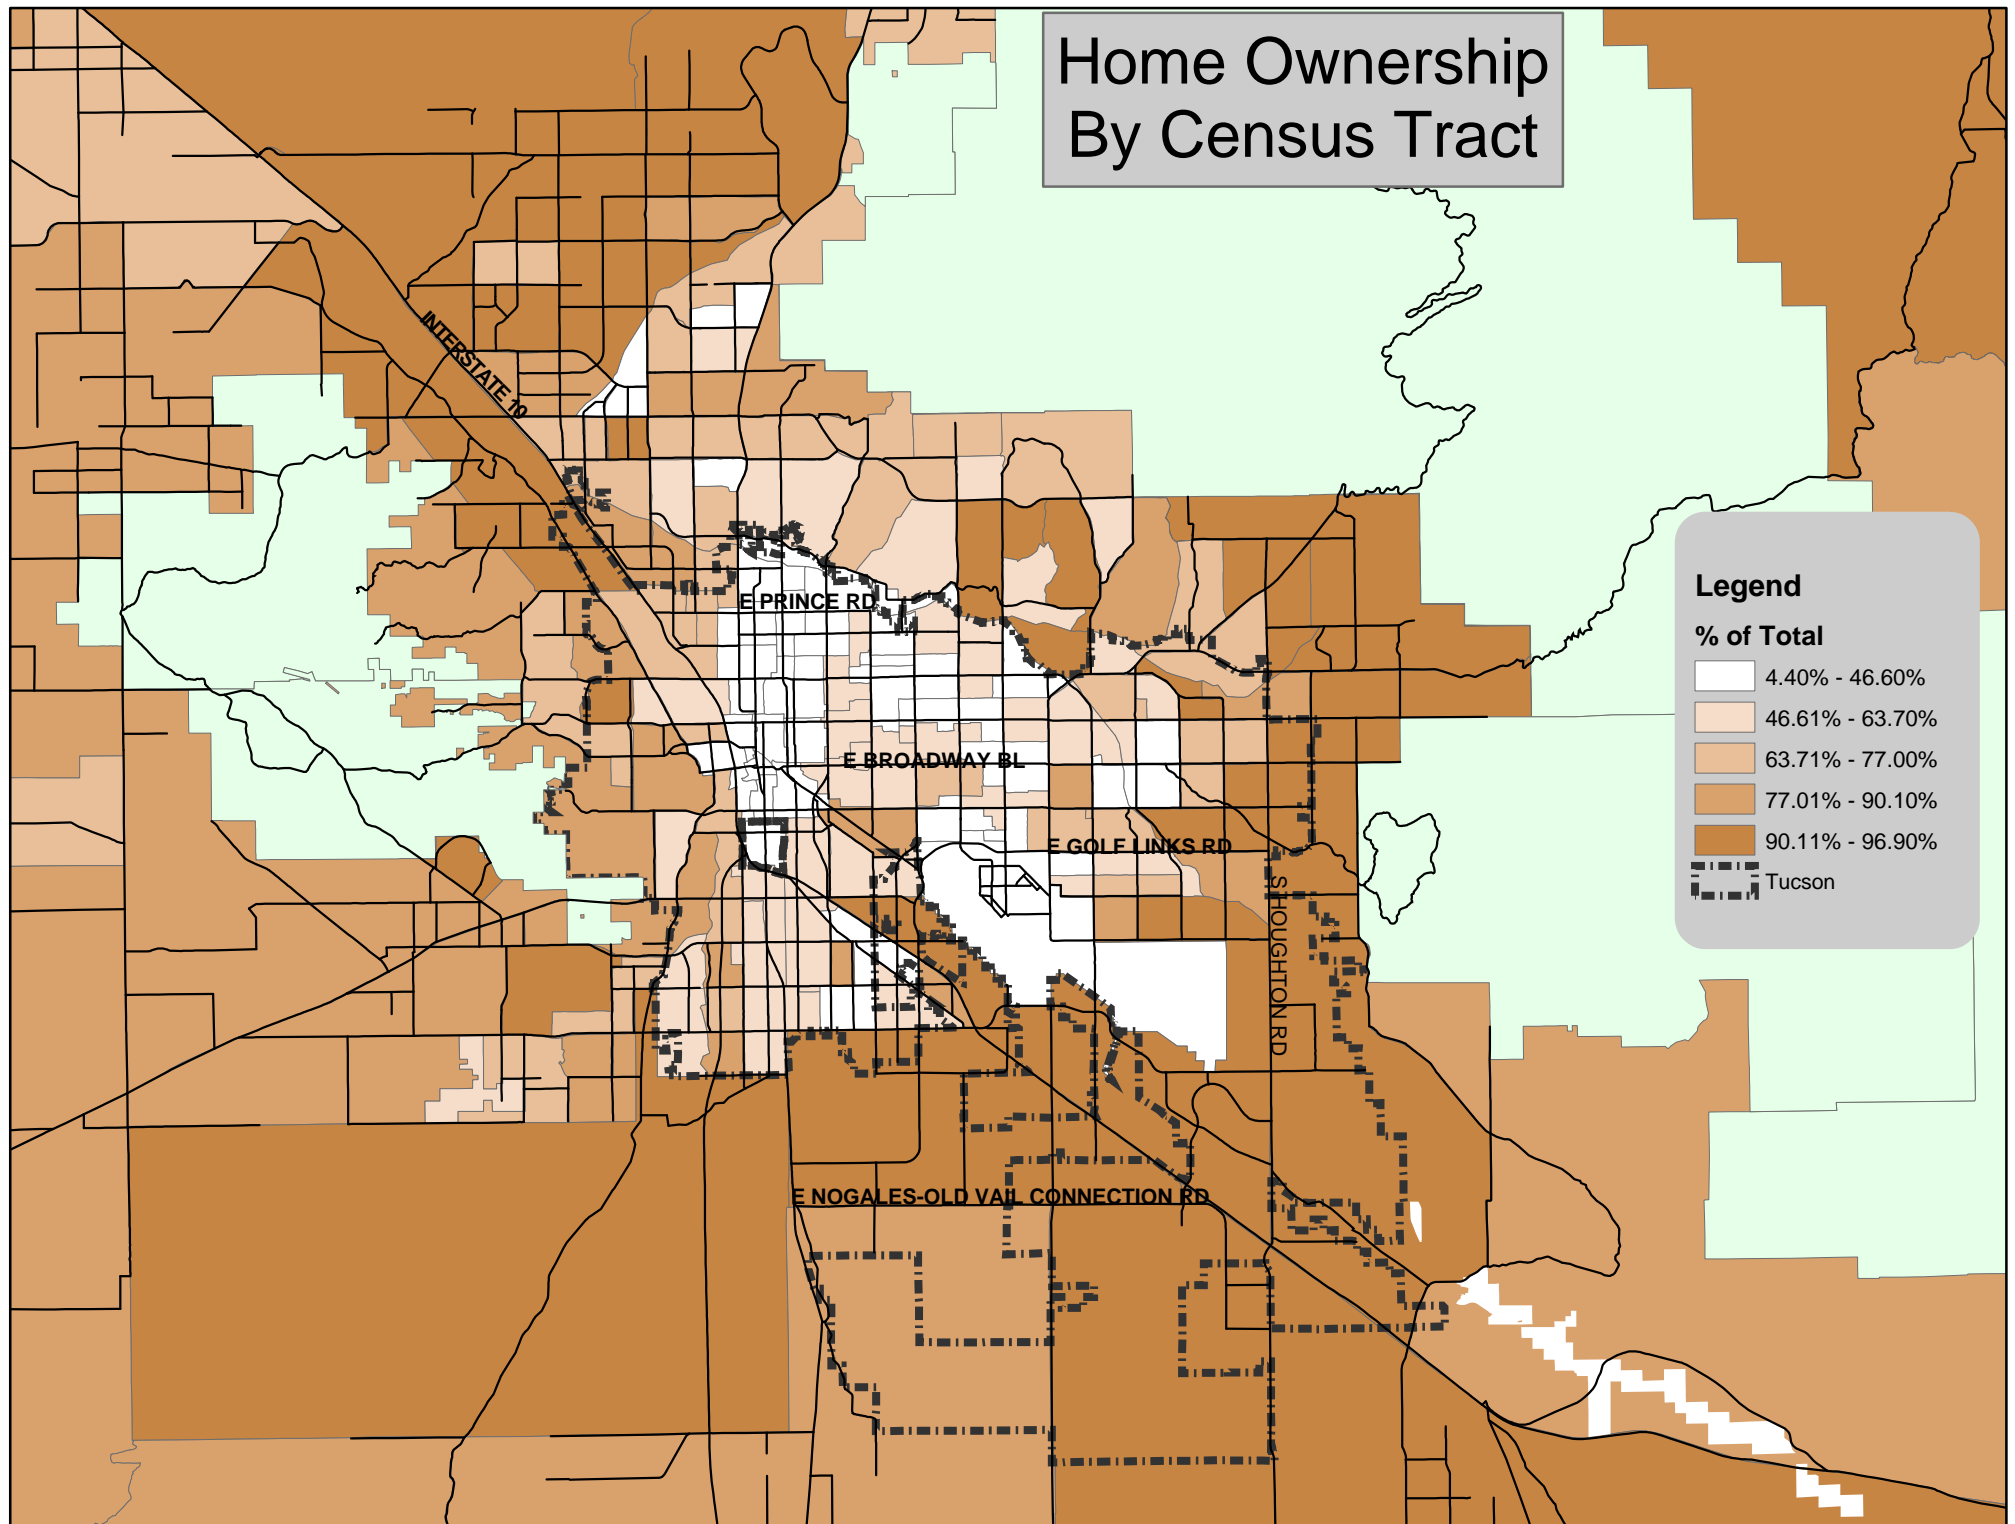 Home Ownership
By Census Tract
INTERSTATE 10
E PRINCE RD
E BROADWAY BL
E GOLF LINKS RD
S HOUGHTON RD
E NOGALES-OLD VAIL CONNECTION RD
Legend
% of Total
4.40% - 46.60%
46.61% - 63.70%
63.71% - 77.00%
77.01% - 90.10%
90.11% - 96.90%
Tucson